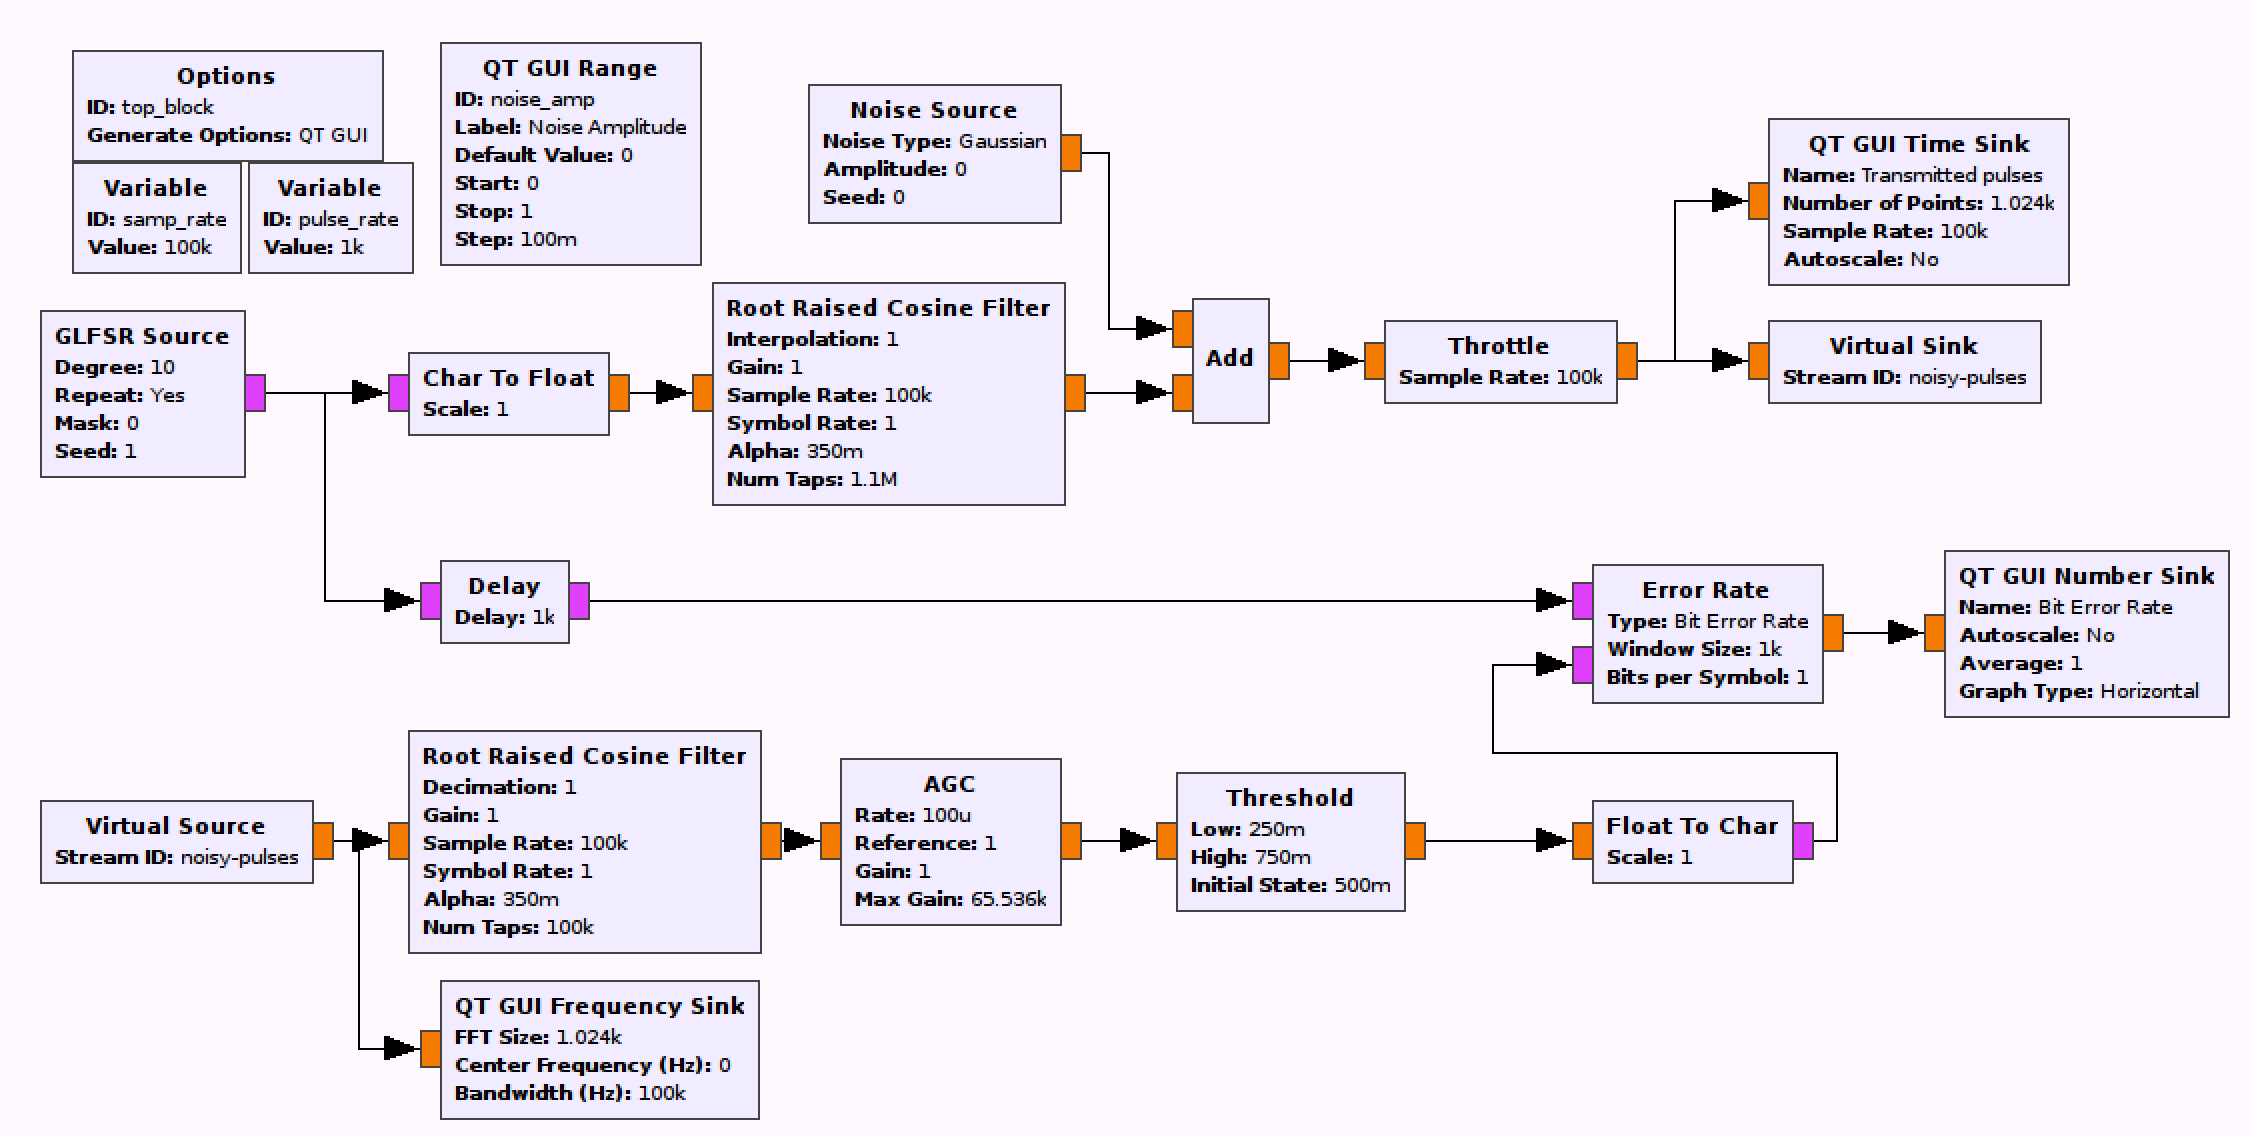 Options
ID: top_block
Generate Options: QT GUI
Variable
ID: samp_rate
Value: 100k
Variable
ID: pulse_rate
Value: 1k
QT GUI Range
ID: noise_amp
Label: Noise Amplitude
Default Value: 0
Start: 0
Stop: 1
Step: 100m
Noise Source
Noise Type: Gaussian
Amplitude: 0
Seed: 0
QT GUI Time Sink
Name: Transmitted pulses
Number of Points: 1.024k
Sample Rate: 100k
Autoscale: No
GLFSR Source
Degree: 10
Repeat: Yes
Mask: 0
Seed: 1
Char To Float
Scale: 1
Root Raised Cosine Filter
Interpolation: 1
Gain: 1
Sample Rate: 100k
Symbol Rate: 1
Alpha: 350m
Num Taps: 1.1M
Add
Throttle
Sample Rate: 100k
Virtual Sink
Stream ID: noisy-pulses
Delay
Delay: 1k
Error Rate
Type: Bit Error Rate
Window Size: 1k
Bits per Symbol: 1
QT GUI Number Sink
Name: Bit Error Rate
Autoscale: No
Average: 1
Graph Type: Horizontal
Virtual Source
Stream ID: noisy-pulses
Root Raised Cosine Filter
Decimation: 1
Gain: 1
Sample Rate: 100k
Symbol Rate: 1
Alpha: 350m
Num Taps: 100k
AGC
Rate: 100u
Reference: 1
Gain: 1
Max Gain: 65.536k
Threshold
Low: 250m
High: 750m
Initial State: 500m
Float To Char
Scale: 1
QT GUI Frequency Sink
FFT Size: 1.024k
Center Frequency (Hz): 0
Bandwidth (Hz): 100k